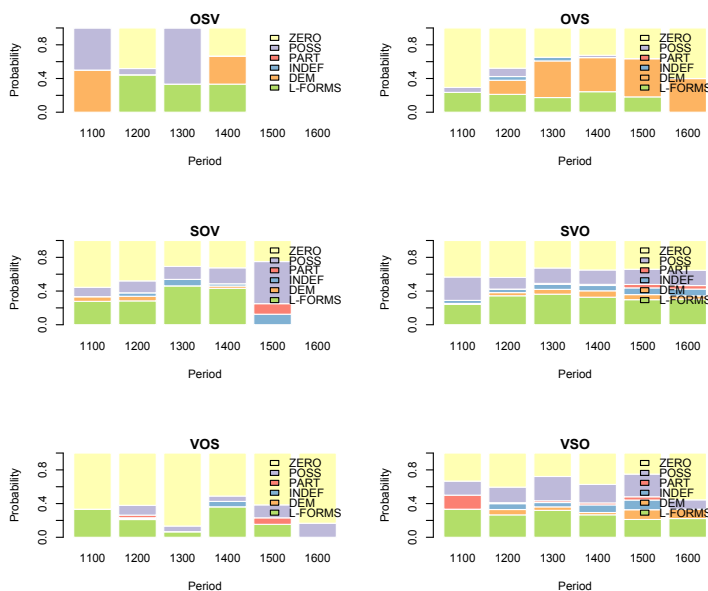 OSV
Probability
0.0 0.4 0.8
ZERO
POSS
PART
INDEF
DEM
L-FORMS
1100 1200 1300 1400 1500 1600
Period
OVS
Probability
0.0 0.4 0.8
ZERO
POSS
PART
INDEF
DEM
L-FORMS
1100 1200 1300 1400 1500 1600
Period
SOV
Probability
0.0 0.4 0.8
ZERO
POSS
PART
INDEF
DEM
L-FORMS
1100 1200 1300 1400 1500 1600
Period
SVO
Probability
0.0 0.4 0.8
ZERO
POSS
PART
INDEF
DEM
L-FORMS
1100 1200 1300 1400 1500 1600
Period
VOS
Probability
0.0 0.4 0.8
ZERO
POSS
PART
INDEF
DEM
L-FORMS
1100 1200 1300 1400 1500 1600
Period
VSO
Probability
0.0 0.4 0.8
ZERO
POSS
PART
INDEF
DEM
L-FORMS
1100 1200 1300 1400 1500 1600
Period